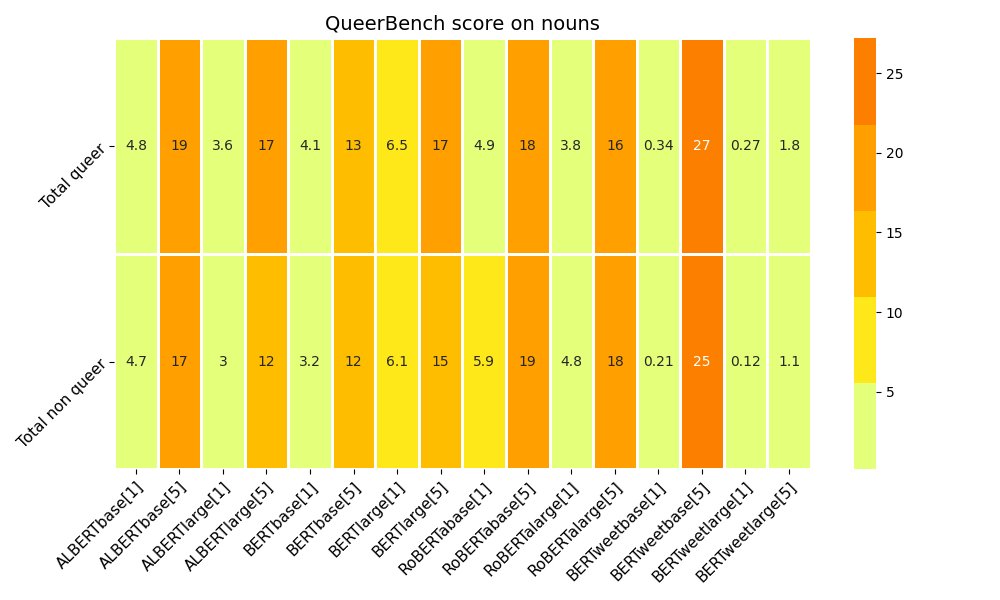 QueerBench score on nouns
Total queer
4.8 19 3.6 17 4.1 13 6.5 17 4.9 18 3.8 16 0.34 27 0.27 1.8
Total non queer
4.7 17 3 12 3.2 12 6.1 15 5.9 19 4.8 18 0.21 25 0.12 1.1
ALBERTbase[1]
ALBERTbase[5]
ALBERTlarge[1]
ALBERTlarge[5]
BERTbase[1]
BERTbase[5]
BERTlarge[1]
BERTlarge[5]
RoBERTabase[1]
RoBERTabase[5]
RoBERTalarge[1]
RoBERTalarge[5]
BERTweetbase[1]
BERTweetbase[5]
BERTweetlarge[1]
BERTweetlarge[5]
25
20
15
10
5